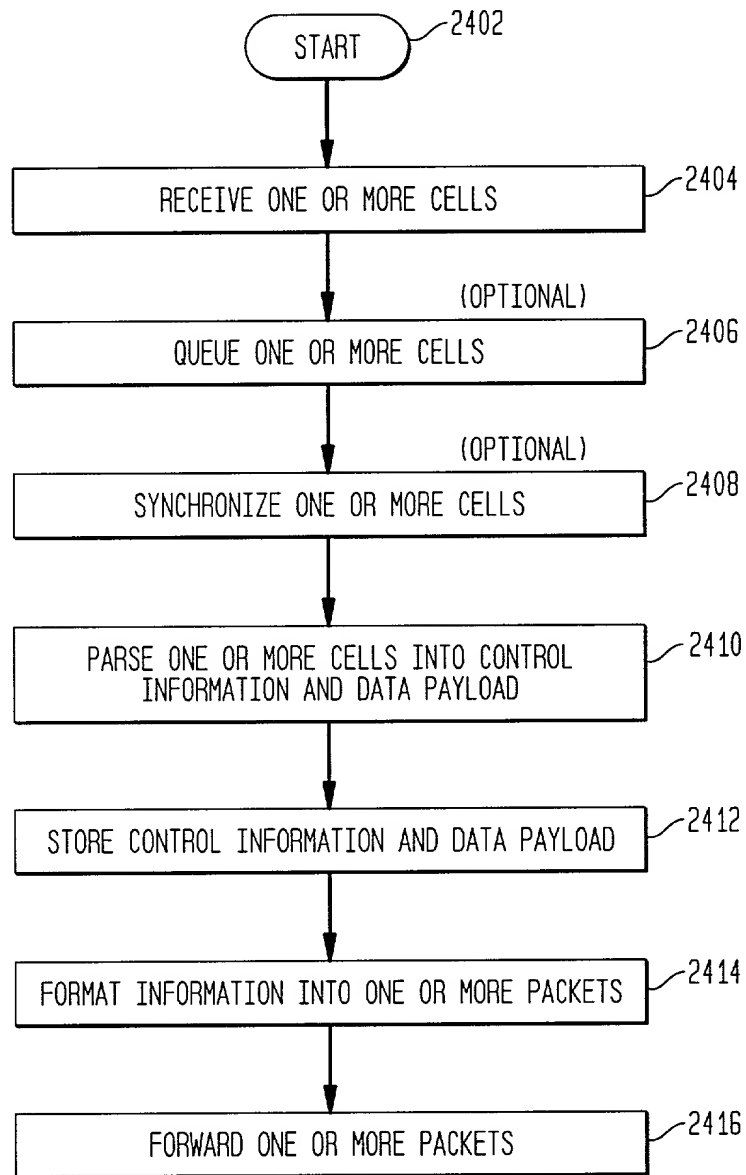 START
2402
RECEIVE ONE OR MORE CELLS
2404
(OPTIONAL)
QUEUE ONE OR MORE CELLS
2406
(OPTIONAL)
SYNCHRONIZE ONE OR MORE CELLS
2408
PARSE ONE OR MORE CELLS INTO CONTROL
INFORMATION AND DATA PAYLOAD
2410
STORE CONTROL INFORMATION AND DATA PAYLOAD
2412
FORMAT INFORMATION INTO ONE OR MORE PACKETS
2414
FORWARD ONE OR MORE PACKETS
2416